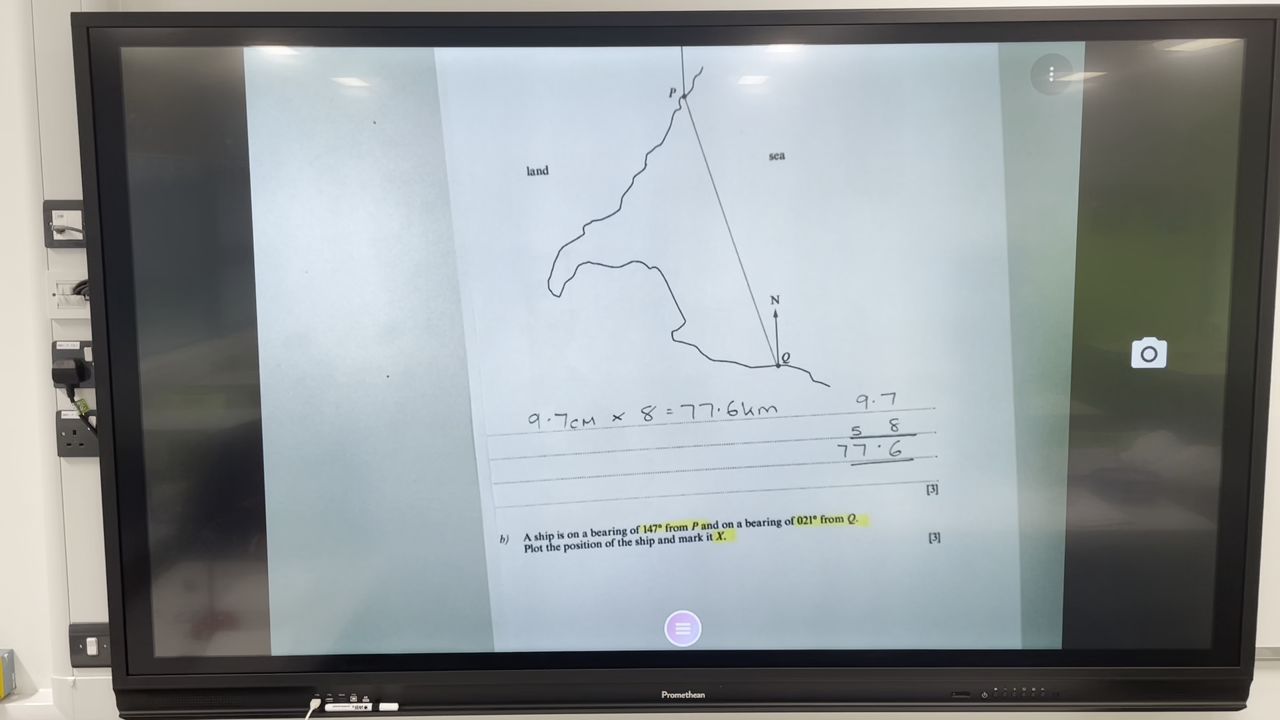 P
sea
land
N
Q
9.7cm × 8 = 77.6km
9.7
5 8
77.6
[3]
b) A ship is on a bearing of 147° from P and on a bearing of 021° from Q.
Plot the position of the ship and mark it X.
[3]
Promethean